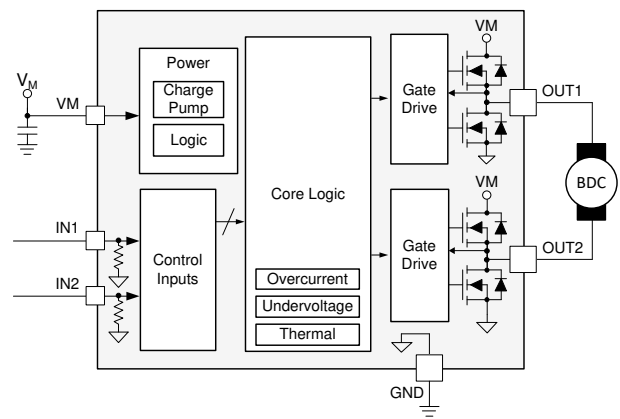 VM
Power
Charge
Pump
Logic
V_M
VM
Core Logic
Gate
Drive
OUT1
BDC
VM
IN1
Control
Inputs
Gate
Drive
OUT2
IN2
Overcurrent
Undervoltage
Thermal
GND